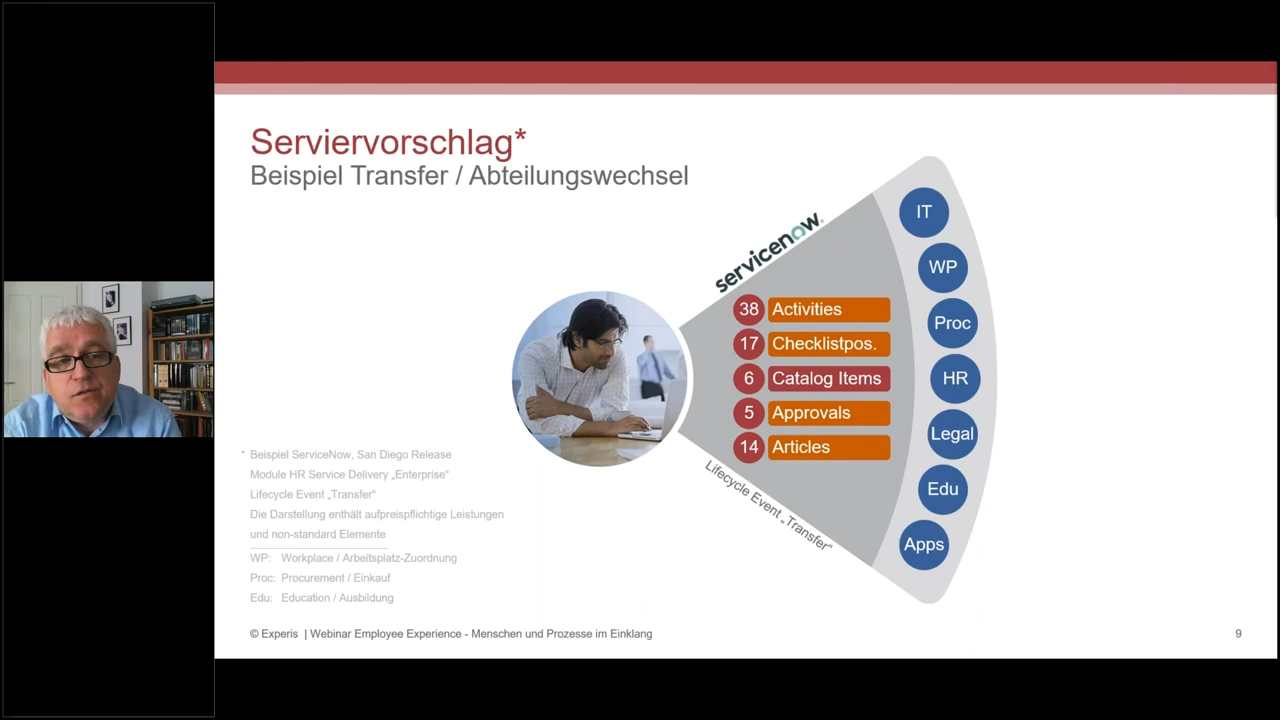 Serviervorschlag*
Beispiel Transfer / Abteilungswechsel
servicenow.
38 Activities
17 Checklistpos.
6 Catalog Items
5 Approvals
14 Articles
Lifecycle Event „Transfer“
IT
WP
Proc
HR
Legal
Edu
Apps
* Beispiel ServiceNow, San Diego Release
Module HR Service Delivery „Enterprise“
Lifecycle Event „Transfer“
Die Darstellung enthält aufpreispflichtige Leistungen
und non-standard Elemente
WP: Workplace / Arbeitsplatz-Zuordnung
Proc: Procurement / Einkauf
Edu: Education / Ausbildung
© Experis | Webinar Employee Experience - Menschen und Prozesse im Einklang
9